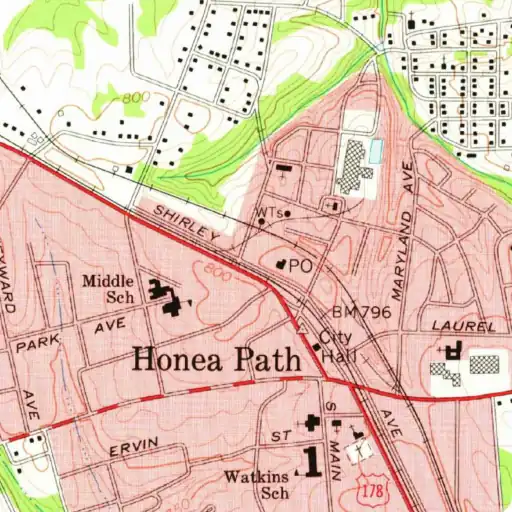 800
SHIRLEY
WTs
MARYLAND AVE
800
PO
Middle
Sch
BM 796
PARK AVE
City
Hall
LAUREL
Honea Path
AVE
AVE
ERVIN ST
S MAIN
Watkins
Sch
178